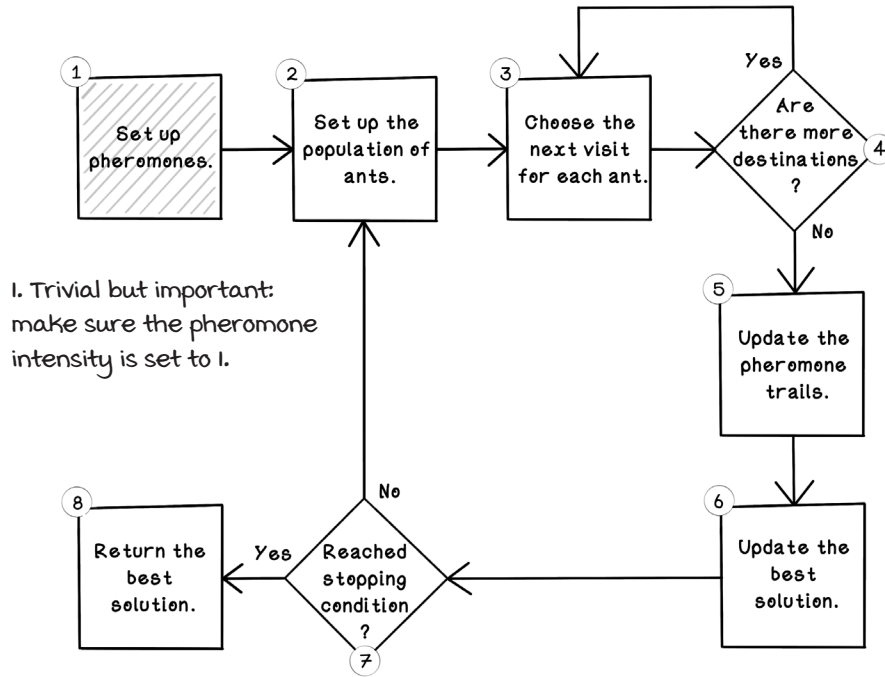 1
Set up
pheromones.
2
Set up the
population of
ants.
3
Choose the
next visit
for each ant.
Yes
Are
there more
destinations
?
4
No
1. Trivial but important:
make sure the pheromone
intensity is set to 1.
5
Update the
pheromone
trails.
6
Update the
best
solution.
No
Reached
stopping
condition
?
7
Yes
8
Return the
best
solution.